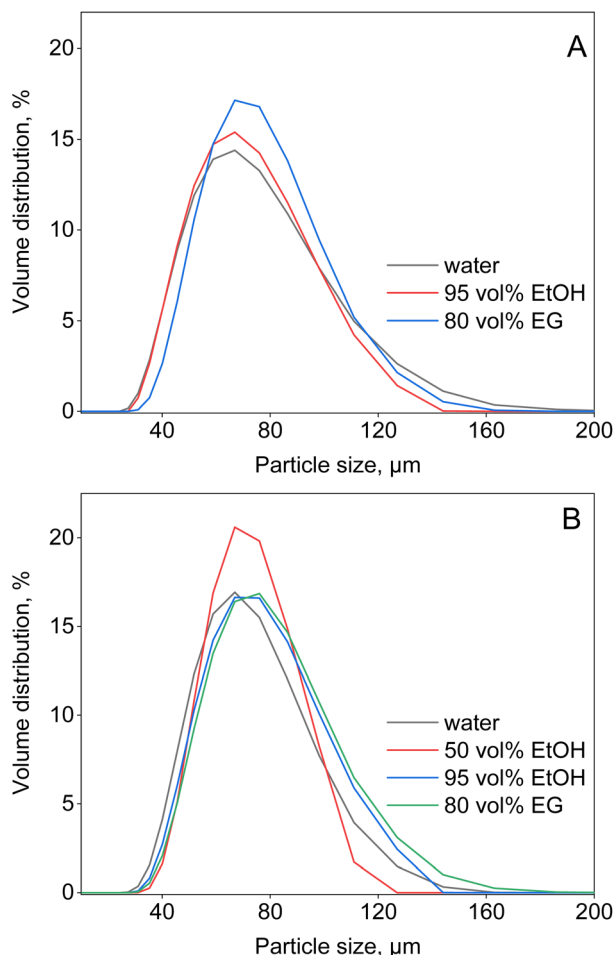 A
Volume distribution, %
20
15
10
5
0
water
95 vol% EtOH
80 vol% EG
40 80 120 160 200
Particle size, µm
B
Volume distribution, %
20
15
10
5
0
water
50 vol% EtOH
95 vol% EtOH
80 vol% EG
40 80 120 160 200
Particle size, µm